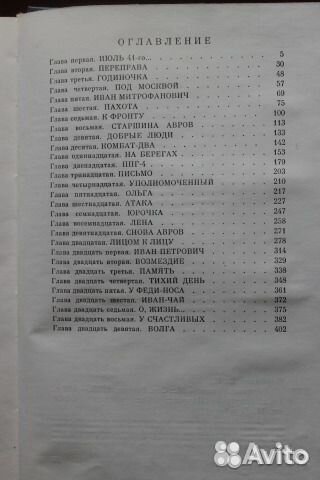 ОГЛАВЛЕНИЕ
Глава первая. ИЮЛЬ 41-го... 5
Глава вторая. ПЕРЕПРАВА 30
Глава третья. ГОДИНОЧКА 48
Глава четвертая. ПОД МОСКВОЙ 57
Глава пятая. ИВАН МИТРОФАНОВИЧ 69
Глава шестая. ПАХОТА 75
Глава седьмая. К ФРОНТУ 100
Глава восьмая. СТАРШИНА АВРОВ 113
Глава девятая. ДОБРЫЕ ЛЮДИ 133
Глава десятая. КОМБАТ-ДВА 142
Глава одиннадцатая. НА БЕРЕГАХ 153
Глава двенадцатая. ППГ-4 179
Глава тринадцатая. ПИСЬМО 203
Глава четырнадцатая. УПОЛНОМОЧЕННЫЙ 210
Глава пятнадцатая. ОЛЬГА 217
Глава шестнадцатая. АТАКА 227
Глава семнадцатая. ЮРОЧКА 247
Глава восемнадцатая. ЛЕНА 258
Глава девятнадцатая. СНОВА АВРОВ 271
Глава двадцатая. ЛИЦОМ К ЛИЦУ 278
Глава двадцать первая. ИВАН ПЕТРОВИЧ 314
Глава двадцать вторая. ВОЗМЕЗДИЕ 329
Глава двадцать третья. ПАМЯТЬ 338
Глава двадцать четвертая. ТИХИЙ ДЕНЬ 348
Глава двадцать пятая. У ФЕДИ-НОСА 361
Глава двадцать шестая. ИВАН-ЧАЙ 372
Глава двадцать седьмая. О, ЖИЗНЬ... 375
Глава двадцать восьмая. У СЧАСТЛИВЫХ 382
Глава двадцать девятая. ВОЛГА 402
Avito